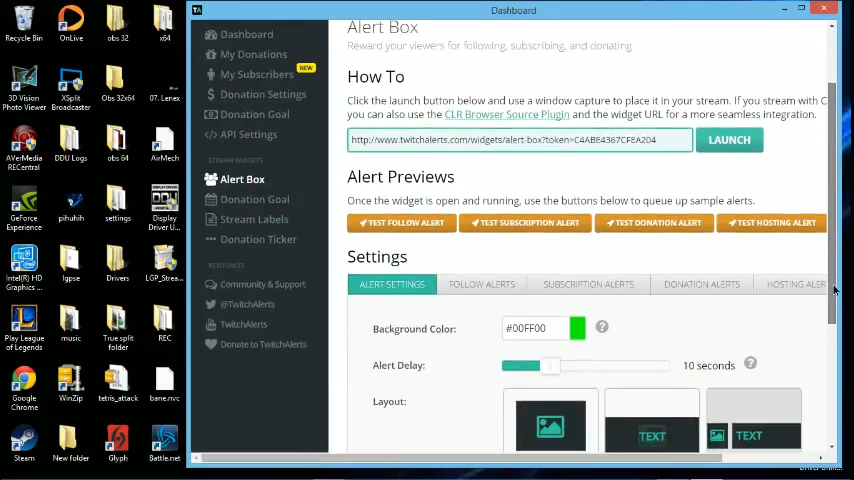 TA
Dashboard
Recycle Bin
OnLive
obs 32
x64
3D Vision
Photo Viewer
XSplit
Broadcaster
Obs 32x64
07. Lenex
AVerMedia
RECentral
DDU Logs
obs 64
AirMech
GeForce
Experience
pihuhih
settings
Display
Driver U...
Intel(R) HD
Graphics ...
lgpse
Drivers
LGP_Strea...
Play League
of Legends
music
True split
folder
REC
Google
Chrome
WinZip
tetris_attack
bane.nvc
Steam
New folder
Glyph
Battle.net
Dashboard
My Donations
My Subscribers
NEW
Donation Settings
Donation Goal
API Settings
STREAM WIDGETS
Alert Box
Donation Goal
Stream Labels
Donation Ticker
RESOURCES
Community & Support
@TwitchAlerts
TwitchAlerts
Donate to TwitchAlerts
Alert Box
Reward your viewers for following, subscribing, and donating
How To
Click the launch button below and use a window capture to place it in your stream. If you stream with C
you can also use the CLR Browser Source Plugin and the widget URL for a more seamless integration.
http://www.twitchalerts.com/widgets/alert-box?token=C4ABE4367CFEA204
LAUNCH
Alert Previews
Once the widget is open and running, use the buttons below to queue up sample alerts.
TEST FOLLOW ALERT
TEST SUBSCRIPTION ALERT
TEST DONATION ALERT
TEST HOSTING ALERT
Settings
ALERT SETTINGS
FOLLOW ALERTS
SUBSCRIPTION ALERTS
DONATION ALERTS
HOSTING ALER
Background Color:
#00FF00
?
Alert Delay:
10 seconds
?
Layout:
TEXT
TEXT